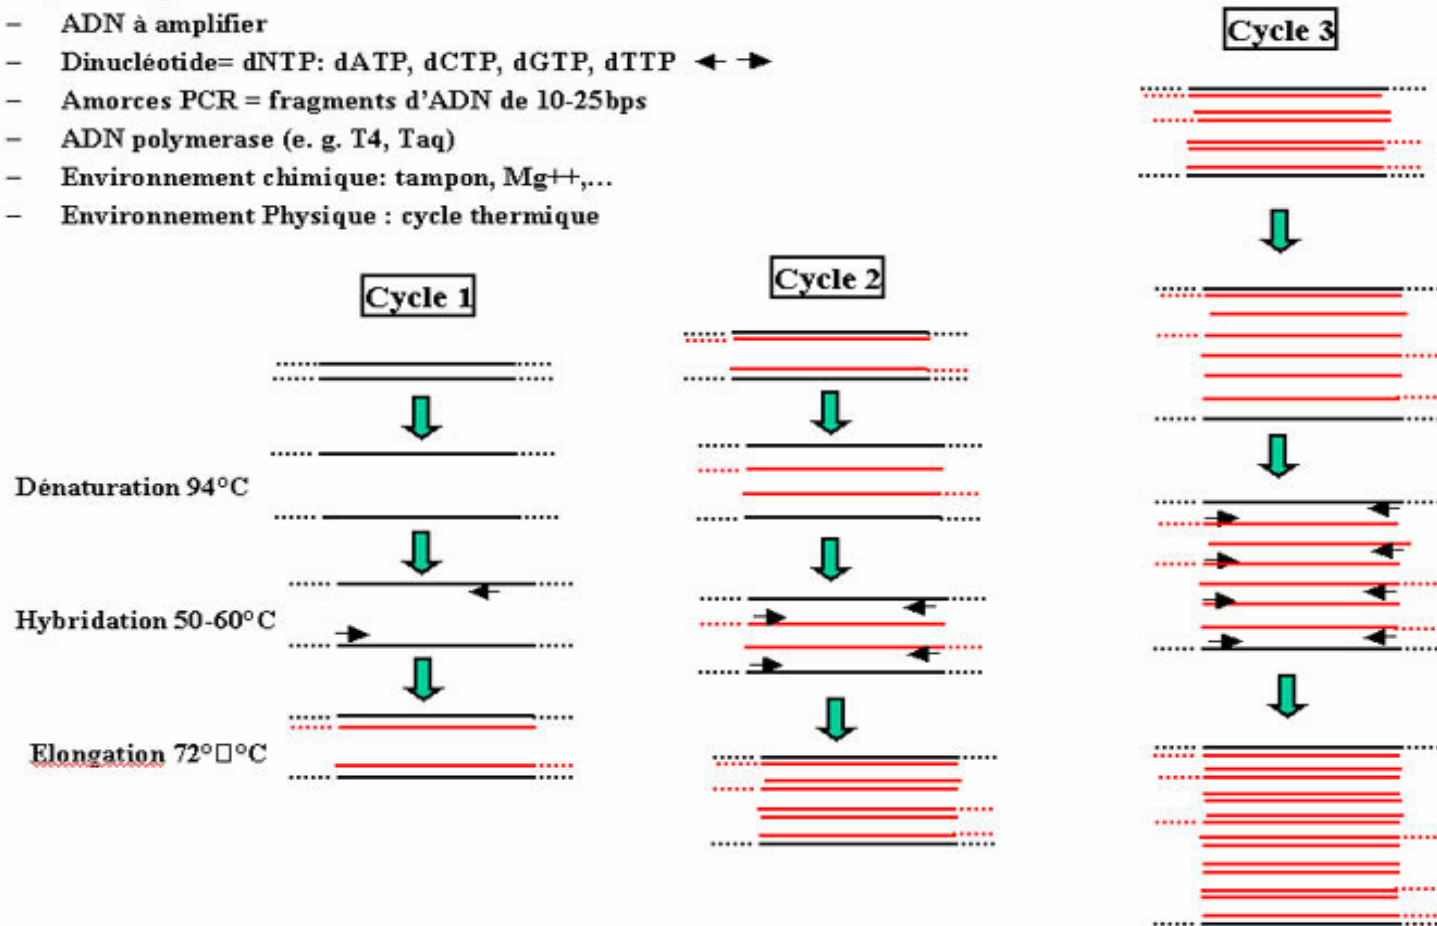 – ADN à amplifier
– Dinucléotide= dNTP: dATP, dCTP, dGTP, dTTP
– Amorces PCR = fragments d'ADN de 10-25bps
– ADN polymerase (e. g. T4, Taq)
– Environnement chimique: tampon, Mg++,...
– Environnement Physique : cycle thermique
Cycle 1
Cycle 2
Cycle 3
Dénaturation 94°C
Hybridation 50-60°C
Elongation 72°□°C